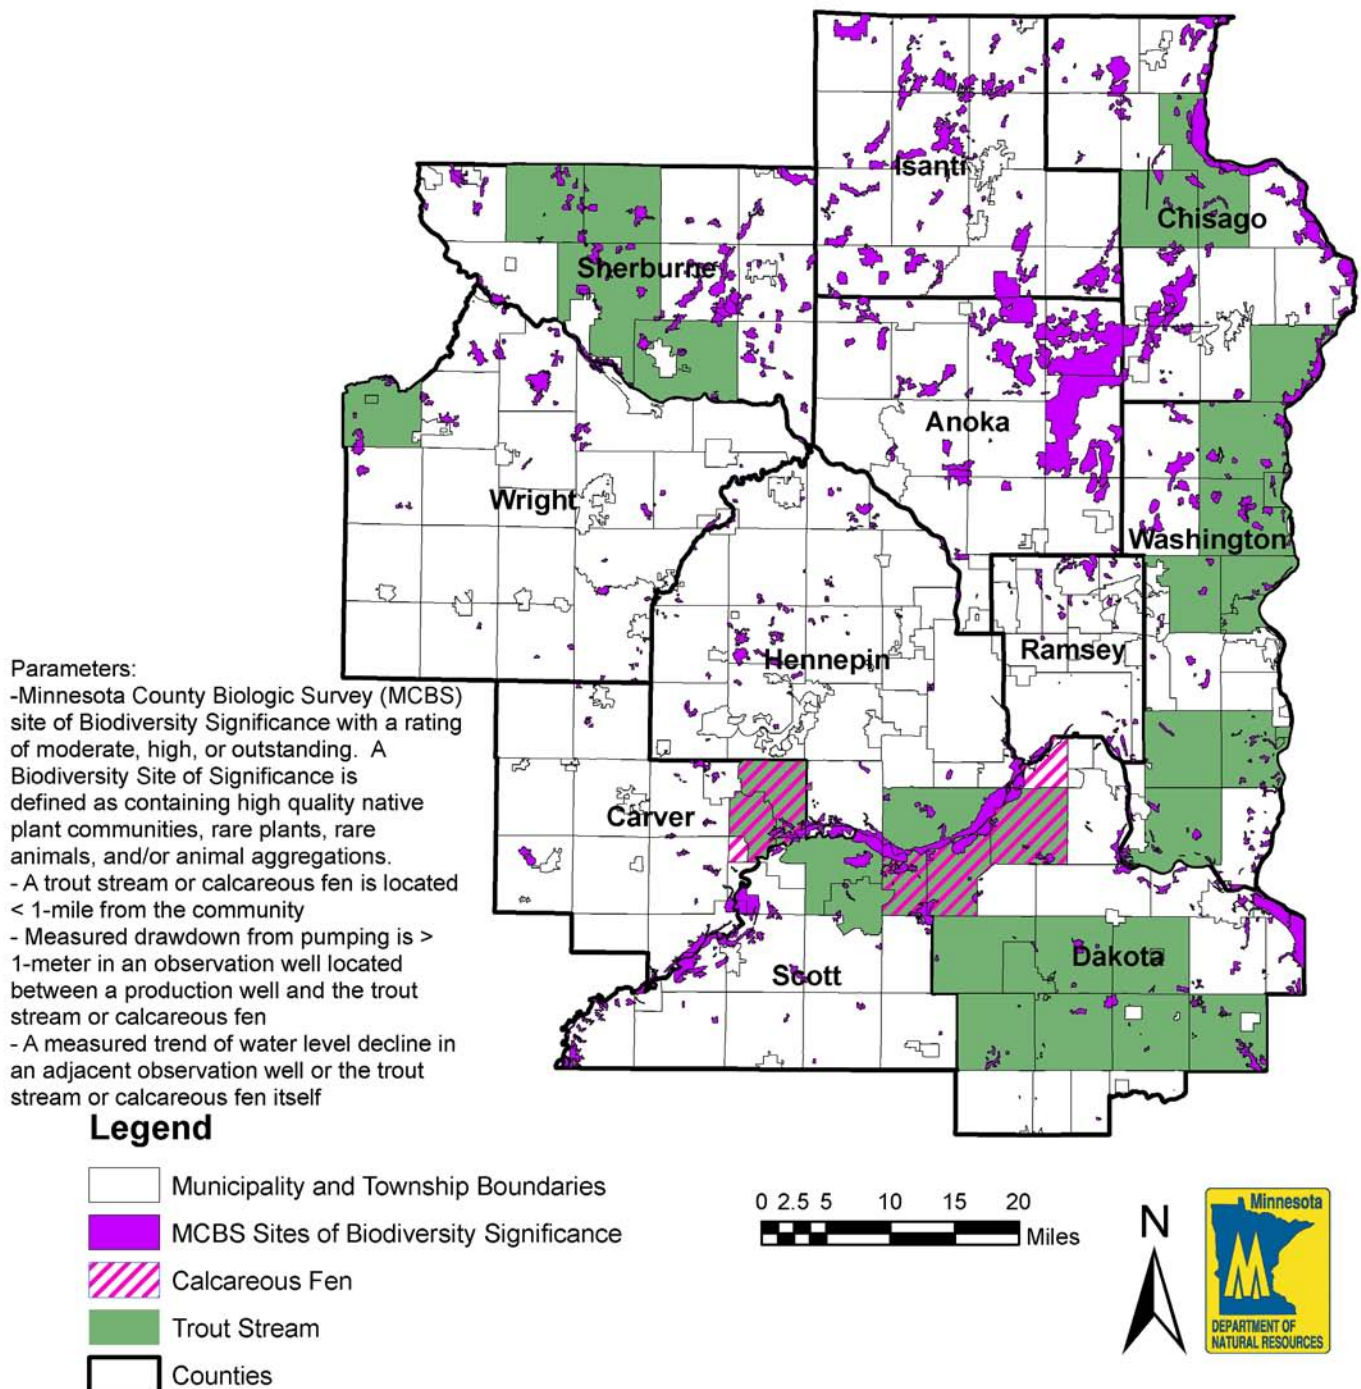 Isanti
Chisago
Sherburne
Anoka
Wright
Washington
Ramsey
Hennepin
Carver
Scott
Dakota
Parameters:
-Minnesota County Biologic Survey (MCBS)
site of Biodiversity Significance with a rating
of moderate, high, or outstanding. A
Biodiversity Site of Significance is
defined as containing high quality native
plant communities, rare plants, rare
animals, and/or animal aggregations.
- A trout stream or calcareous fen is located
< 1-mile from the community
- Measured drawdown from pumping is >
1-meter in an observation well located
between a production well and the trout
stream or calcareous fen
- A measured trend of water level decline in
an adjacent observation well or the trout
stream or calcareous fen itself
Legend
Municipality and Township Boundaries
MCBS Sites of Biodiversity Significance
Calcareous Fen
Trout Stream
Counties
0 2.5 5 10 15 20
Miles
N
Minnesota
DEPARTMENT OF
NATURAL RESOURCES